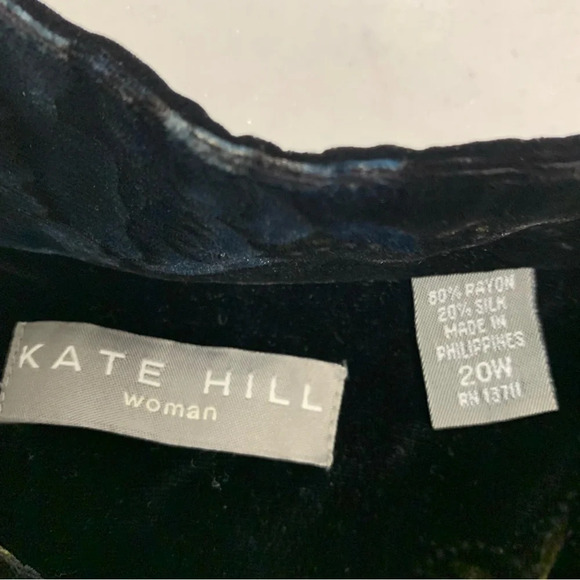 KATE HILL
woman
80% RAYON
20% SILK
MADE IN
PHILIPPINES
20W
RN 13711